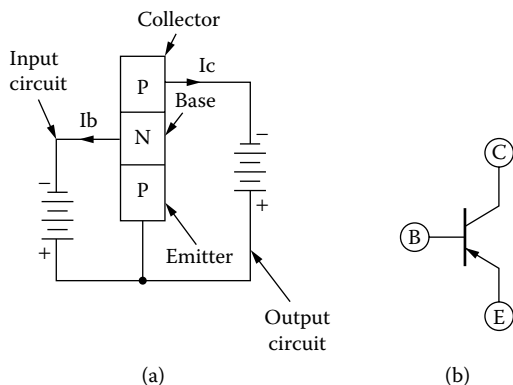 Collector
Input
circuit
P
Ic
Ib
Base
N
−
−
P
+
+
Emitter
Output
circuit
(a)
C
B
E
(b)